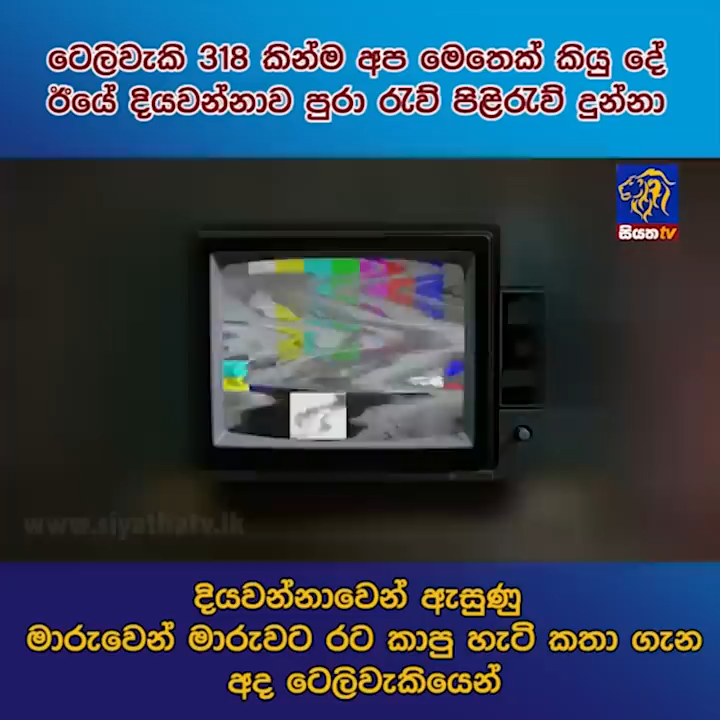 ටෙලිවැකි 318 කින්ම අප මෙතෙක් කියු දේ
ඊයේ දියවන්නාව පුරා රැව් පිළිරැව් දුන්නා
සියත tv
www.siyathatv.lk
දියවන්නාවෙන් ඇසුණු
මාරුවෙන් මාරුවට රට කාපු හැටි කතා ගැන
අද ටෙලිවැකියෙන්